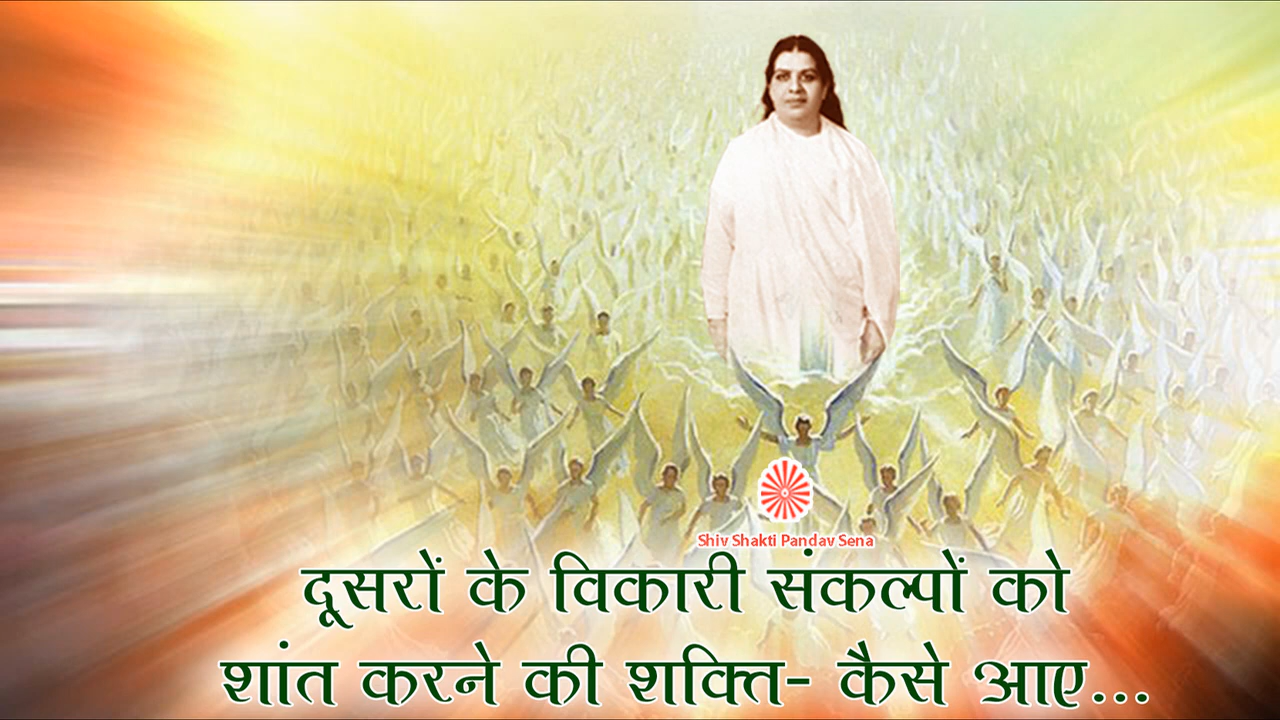 Shiv Shakti Pandav Sena
दूसरों के विकारी संकल्पों को
शांत करने की शक्ति- कैसे आए...